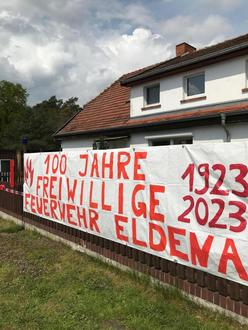 100 JAHRE
FREIWILLIGE
FEUERWEHR ELDENA
1923
2023